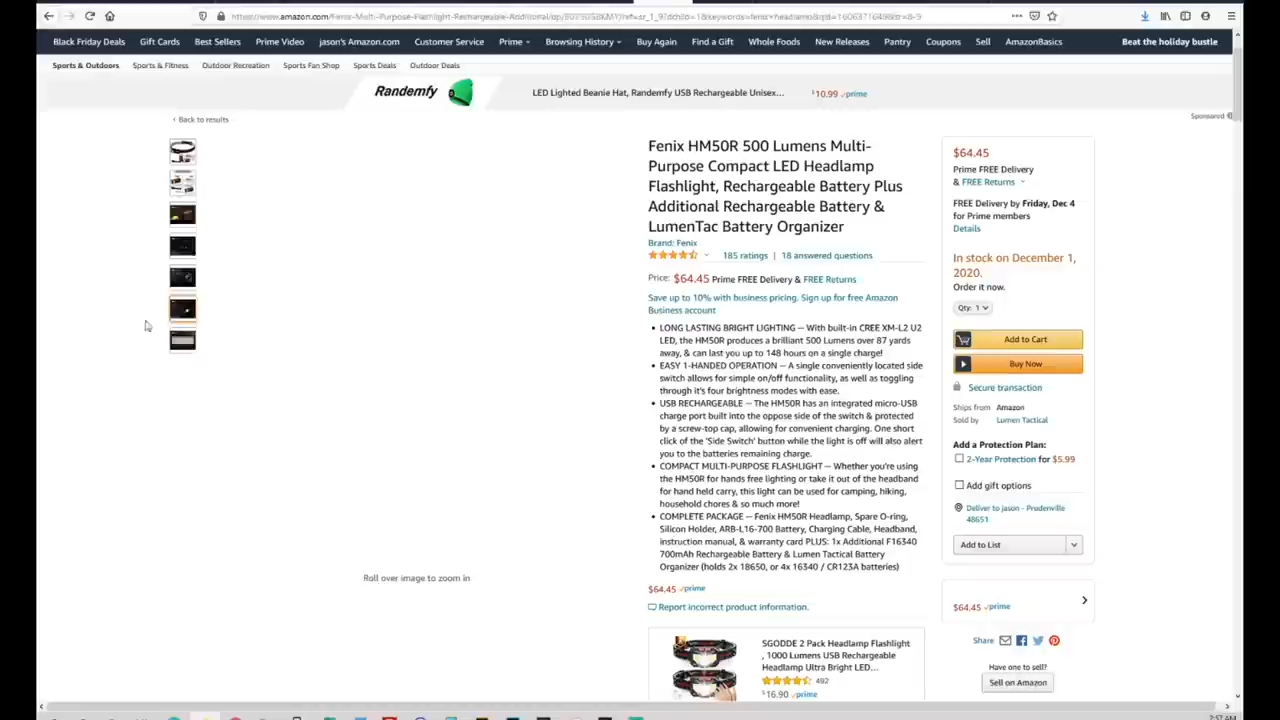 Black Friday Deals Gift Cards Best Sellers Prime Video jason's Amazon.com Customer Service Prime Browsing History Buy Again Find a Gift Whole Foods New Releases Pantry Coupons Sell AmazonBasics Beat the holiday bustle
Sports & Outdoors Sports & Fitness Outdoor Recreation Sports Fan Shop Sports Deals Outdoor Deals
Randemfy LED Lighted Beanie Hat, Randemfy USB Rechargeable Unisex... $10.99 prime
Sponsored
‹ Back to results
Fenix HM50R 500 Lumens Multi-
Purpose Compact LED Headlamp
Flashlight, Rechargeable Battery Plus
Additional Rechargeable Battery &
LumenTac Battery Organizer
Brand: Fenix
185 ratings | 18 answered questions
Price: $64.45 Prime FREE Delivery & FREE Returns
Save up to 10% with business pricing. Sign up for free Amazon
Business account
• LONG LASTING BRIGHT LIGHTING — With built-in CREE XM-L2 U2
LED, the HM50R produces a brilliant 500 Lumens over 87 yards
away, & can last you up to 148 hours on a single charge!
• EASY 1-HANDED OPERATION — A single conveniently located side
switch allows for simple on/off functionality, as well as toggling
through it's four brightness modes with ease.
• USB RECHARGEABLE — The HM50R has an integrated micro-USB
charge port built into the oppose side of the switch & protected
by a screw-top cap, allowing for convenient charging. One short
click of the 'Side Switch' button while the light is off will also alert
you to the batteries remaining charge.
• COMPACT MULTI-PURPOSE FLASHLIGHT — Whether you're using
the HM50R for hands free lighting or take it out of the headband
for hand held carry, this light can be used for camping, hiking,
household chores & so much more!
• COMPLETE PACKAGE — Fenix HM50R Headlamp, Spare O-ring,
Silicon Holder, ARB-L16-700 Battery, Charging Cable, Headband,
instruction manual, & warranty card PLUS: 1x Additional F16340
700mAh Rechargeable Battery & Lumen Tactical Battery
Organizer (holds 2x 18650, or 4x 16340 / CR123A batteries)
Roll over image to zoom in
$64.45 prime
Report incorrect product information.
SGODDE 2 Pack Headlamp Flashlight
, 1000 Lumens USB Rechargeable
Headlamp Ultra Bright LED...
492
$16.90 prime
$64.45
Prime FREE Delivery
& FREE Returns
FREE Delivery by Friday, Dec 4
for Prime members
Details
In stock on December 1,
2020.
Order it now.
Qty: 1
Add to Cart
Buy Now
Secure transaction
Ships from Amazon
Sold by Lumen Tactical
Add a Protection Plan:
2-Year Protection for $5.99
Add gift options
Deliver to jason - Prudenville
48651
Add to List
$64.45 prime
Share
Have one to sell?
Sell on Amazon
2:57 AM